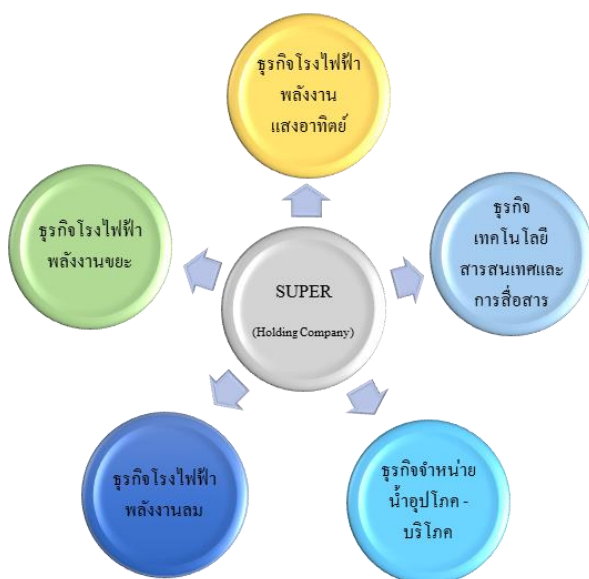 ธุรกิจโรงไฟฟ้า
พลังงาน
แสงอาทิตย์
ธุรกิจ
เทคโนโลยี
สารสนเทศและ
การสื่อสาร
ธุรกิจจำหน่าย
น้ำอุปโภค -
บริโภค
ธุรกิจโรงไฟฟ้า
พลังงานลม
ธุรกิจโรงไฟฟ้า
พลังงานขยะ
SUPER
(Holding Company)